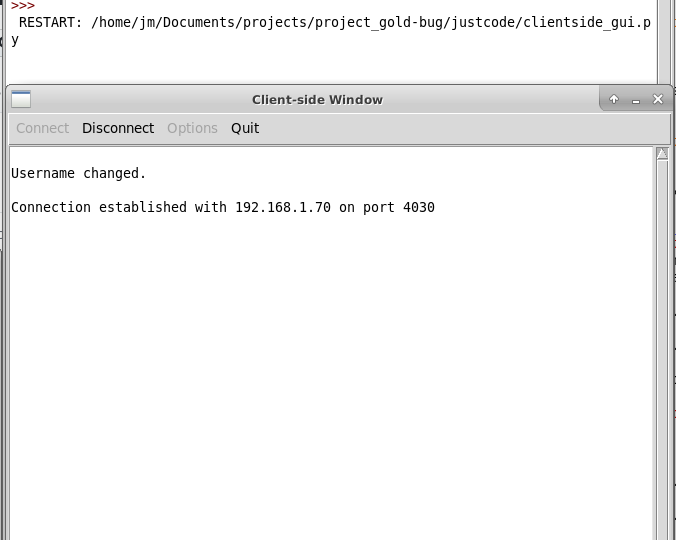 >>>
RESTART: /home/jm/Documents/projects/project_gold-bug/justcode/clientside_gui.p
y
Client-side Window
Connect Disconnect Options Quit
Username changed.
Connection established with 192.168.1.70 on port 4030